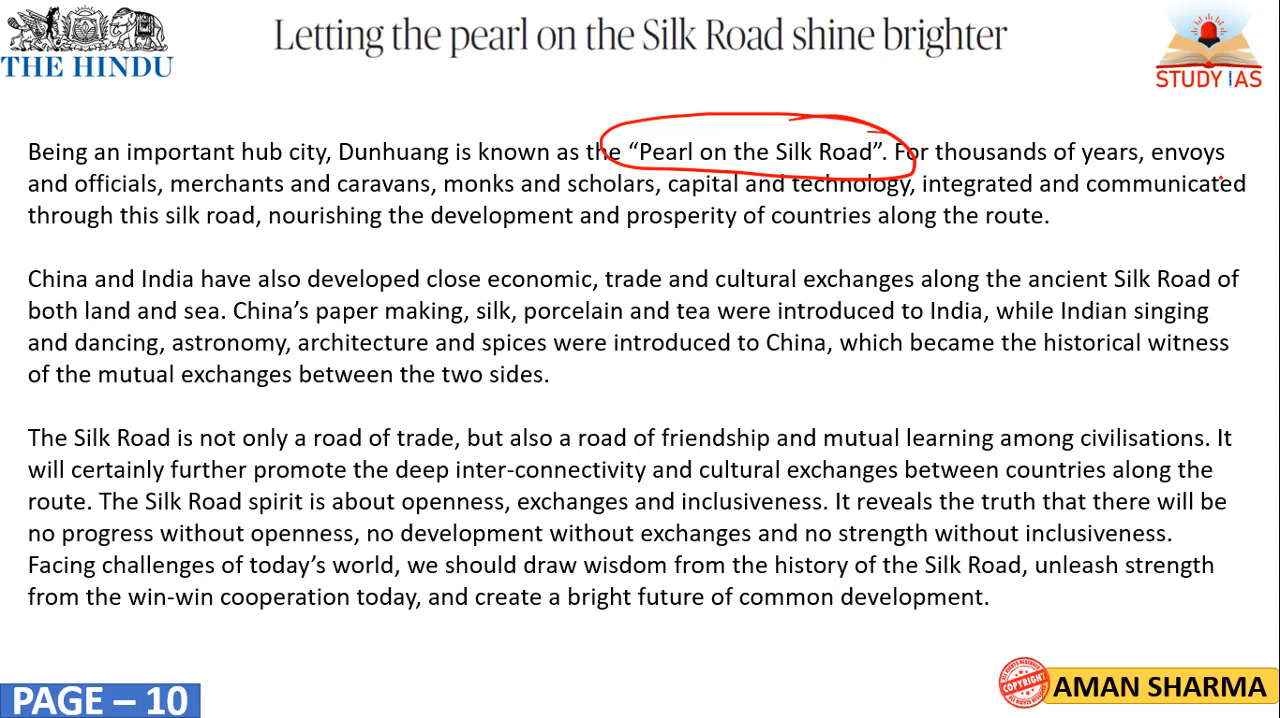 THE HINDU
Letting the pearl on the Silk Road shine brighter
STUDY IAS
Being an important hub city, Dunhuang is known as the “Pearl on the Silk Road”. For thousands of years, envoys
and officials, merchants and caravans, monks and scholars, capital and technology, integrated and communicated
through this silk road, nourishing the development and prosperity of countries along the route.
China and India have also developed close economic, trade and cultural exchanges along the ancient Silk Road of
both land and sea. China’s paper making, silk, porcelain and tea were introduced to India, while Indian singing
and dancing, astronomy, architecture and spices were introduced to China, which became the historical witness
of the mutual exchanges between the two sides.
The Silk Road is not only a road of trade, but also a road of friendship and mutual learning among civilisations. It
will certainly further promote the deep inter-connectivity and cultural exchanges between countries along the
route. The Silk Road spirit is about openness, exchanges and inclusiveness. It reveals the truth that there will be
no progress without openness, no development without exchanges and no strength without inclusiveness.
Facing challenges of today’s world, we should draw wisdom from the history of the Silk Road, unleash strength
from the win-win cooperation today, and create a bright future of common development.
PAGE – 10
COPYRIGHT
AMAN SHARMA